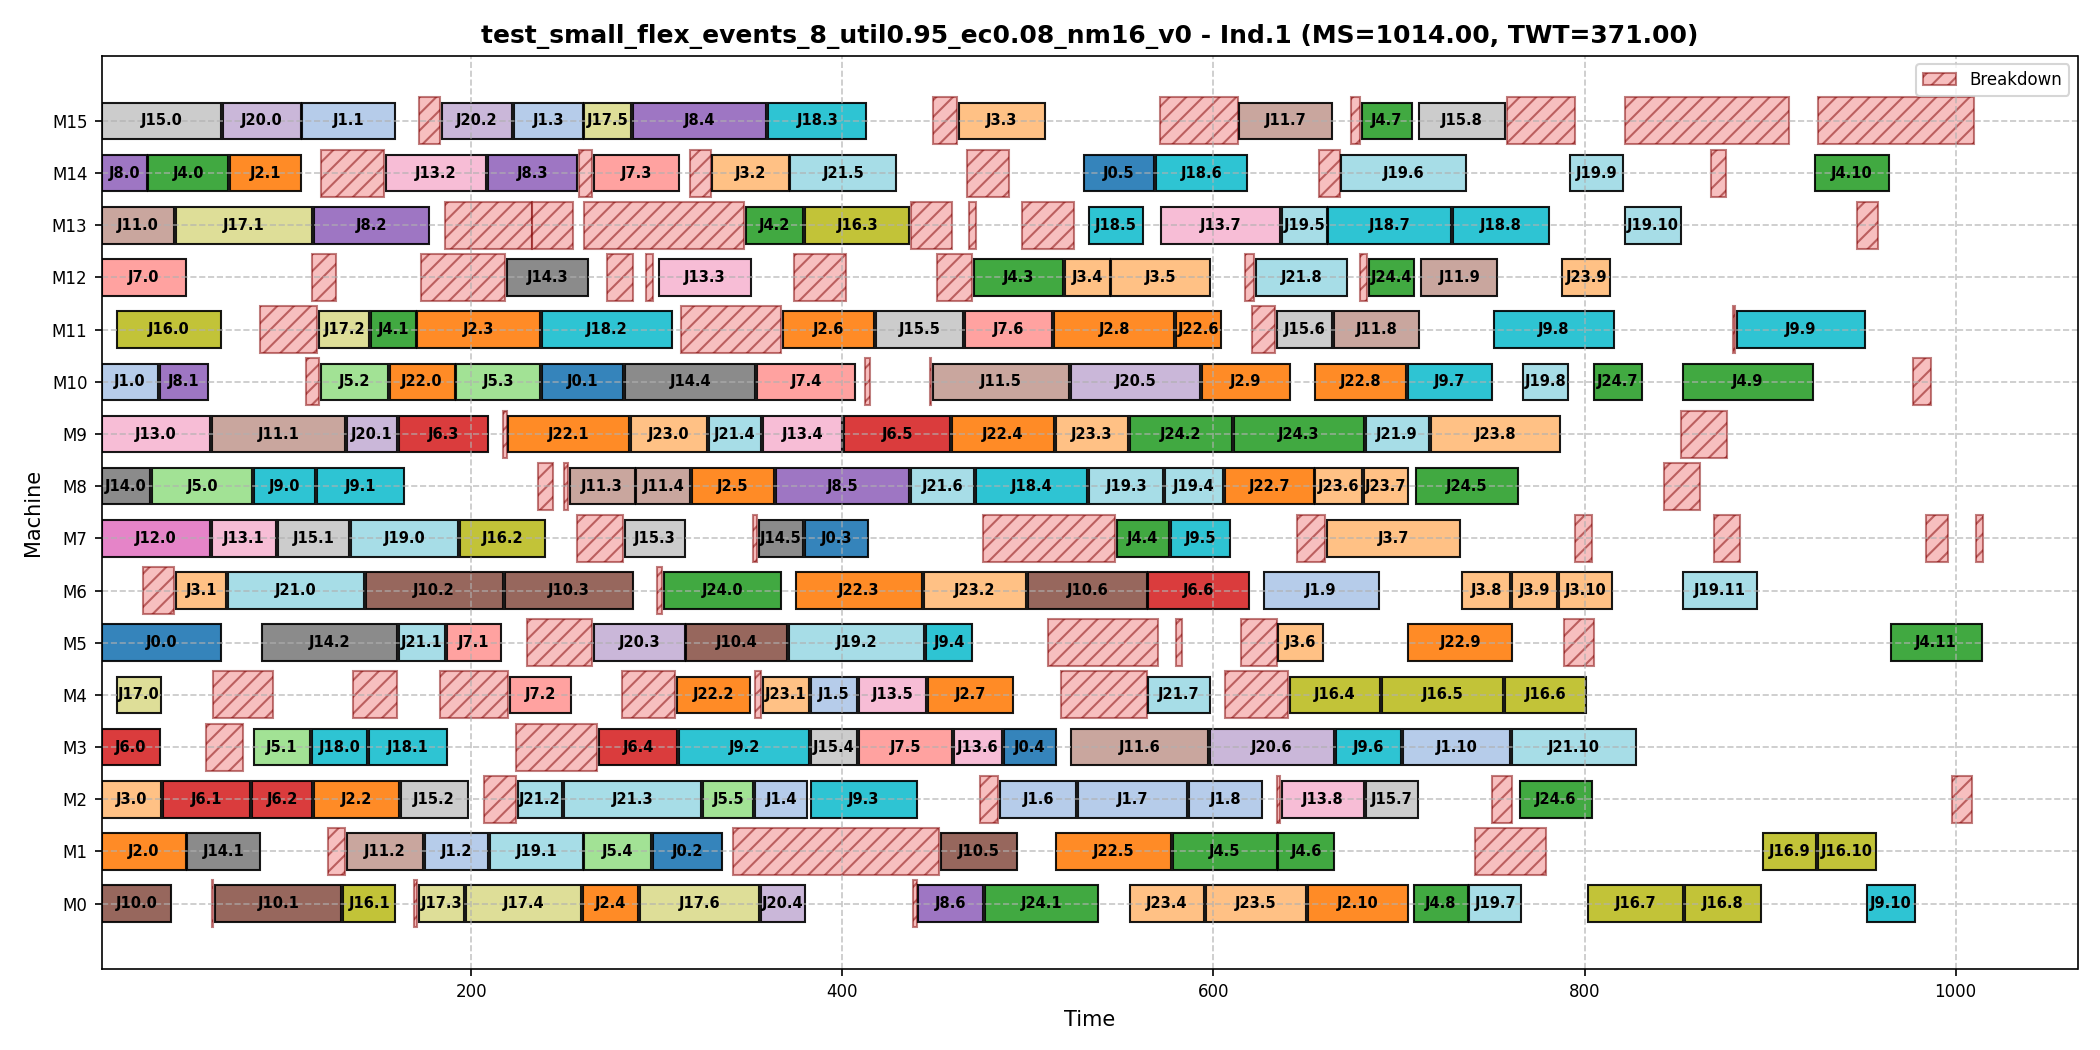 test_small_flex_events_8_util0.95_ec0.08_nm16_v0 - Ind.1 (MS=1014.00, TWT=371.00)
Breakdown
M15 J15.0 J20.0 J1.1 J20.2 J1.3 J17.5 J8.4 J18.3 J3.3 J11.7 J4.7 J15.8
M14 J8.0 J4.0 J2.1 J13.2 J8.3 J7.3 J3.2 J21.5 J0.5 J18.6 J19.6 J19.9 J4.10
M13 J11.0 J17.1 J8.2 J4.2 J16.3 J18.5 J13.7 J19.5 J18.7 J18.8 J19.10
M12 J7.0 J14.3 J13.3 J4.3 J3.4 J3.5 J21.8 J24.4 J11.9 J23.9
M11 J16.0 J17.2 J4.1 J2.3 J18.2 J2.6 J15.5 J7.6 J2.8 J22.6 J15.6 J11.8 J9.8 J9.9
M10 J1.0 J8.1 J5.2 J22.0 J5.3 J0.1 J14.4 J7.4 J11.5 J20.5 J2.9 J22.8 J9.7 J19.8 J24.7 J4.9
M9 J13.0 J11.1 J20.1 J6.3 J22.1 J23.0 J21.4 J13.4 J6.5 J22.4 J23.3 J24.2 J24.3 J21.9 J23.8
M8 J14.0 J5.0 J9.0 J9.1 J11.3 J11.4 J2.5 J8.5 J21.6 J18.4 J19.3 J19.4 J22.7 J23.6 J23.7 J24.5
M7 J12.0 J13.1 J15.1 J19.0 J16.2 J15.3 J14.5 J0.3 J4.4 J9.5 J3.7
M6 J3.1 J21.0 J10.2 J10.3 J24.0 J22.3 J23.2 J10.6 J6.6 J1.9 J3.8 J3.9 J3.10 J19.11
M5 J0.0 J14.2 J21.1 J7.1 J20.3 J10.4 J19.2 J9.4 J3.6 J22.9 J4.11
M4 J17.0 J7.2 J22.2 J23.1 J1.5 J13.5 J2.7 J21.7 J16.4 J16.5 J16.6
M3 J6.0 J5.1 J18.0 J18.1 J6.4 J9.2 J15.4 J7.5 J13.6 J0.4 J11.6 J20.6 J9.6 J1.10 J21.10
M2 J3.0 J6.1 J6.2 J2.2 J15.2 J21.2 J21.3 J5.5 J1.4 J9.3 J1.6 J1.7 J1.8 J13.8 J15.7 J24.6
M1 J2.0 J14.1 J11.2 J1.2 J19.1 J5.4 J0.2 J10.5 J22.5 J4.5 J4.6 J16.9 J16.10
M0 J10.0 J10.1 J16.1 J17.3 J17.4 J2.4 J17.6 J20.4 J8.6 J24.1 J23.4 J23.5 J2.10 J4.8 J19.7 J16.7 J16.8 J9.10
Machine
200 400 600 800 1000
Time